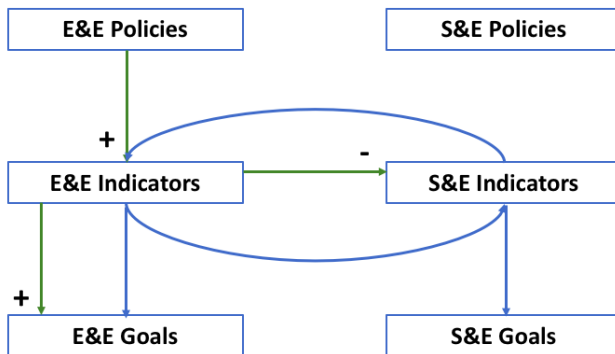 E&E Policies
S&E Policies
+
-
E&E Indicators
S&E Indicators
+
E&E Goals
S&E Goals